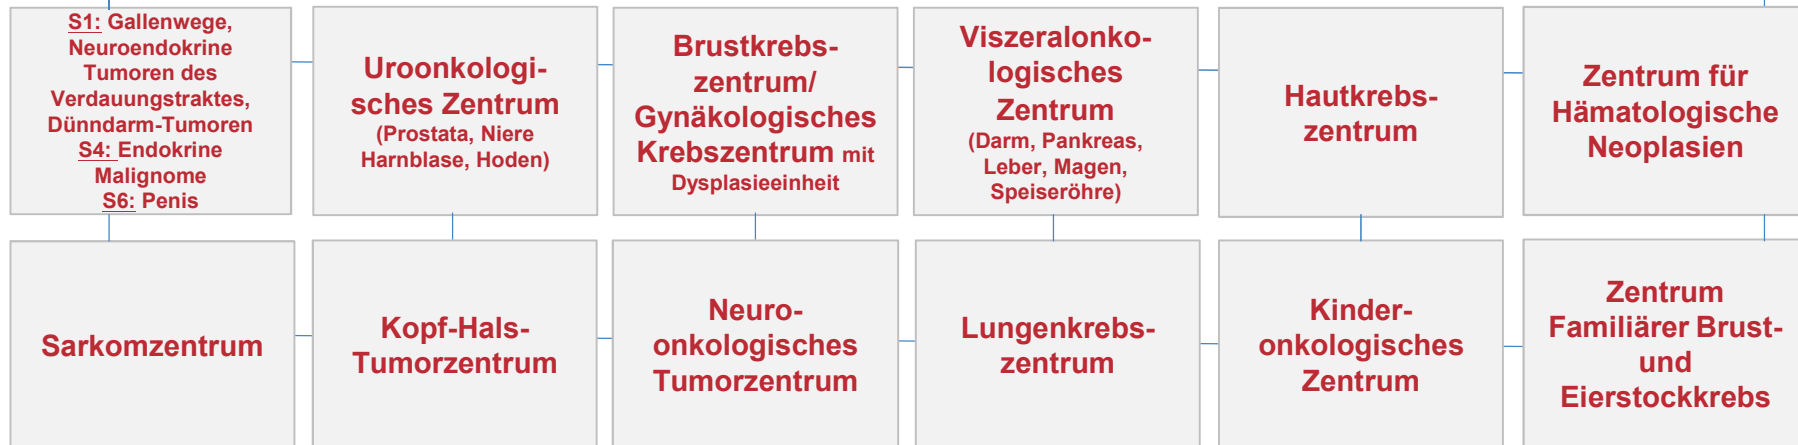 S1: Gallenwege,
Neuroendokrine
Tumoren des
Verdauungstraktes,
Dünndarm-Tumoren
S4: Endokrine
Malignome
S6: Penis
Uroonkologi-
sches Zentrum
(Prostata, Niere
Harnblase, Hoden)
Brustkrebs-
zentrum/
Gynäkologisches
Krebszentrum mit
Dysplasieeinheit
Viszeralonko-
logisches
Zentrum
(Darm, Pankreas,
Leber, Magen,
Speiseröhre)
Hautkrebs-
zentrum
Zentrum für
Hämatologische
Neoplasien
Sarkomzentrum
Kopf-Hals-
Tumorzentrum
Neuro-
onkologisches
Tumorzentrum
Lungenkrebs-
zentrum
Kinder-
onkologisches
Zentrum
Zentrum
Familiärer Brust-
und
Eierstockkrebs